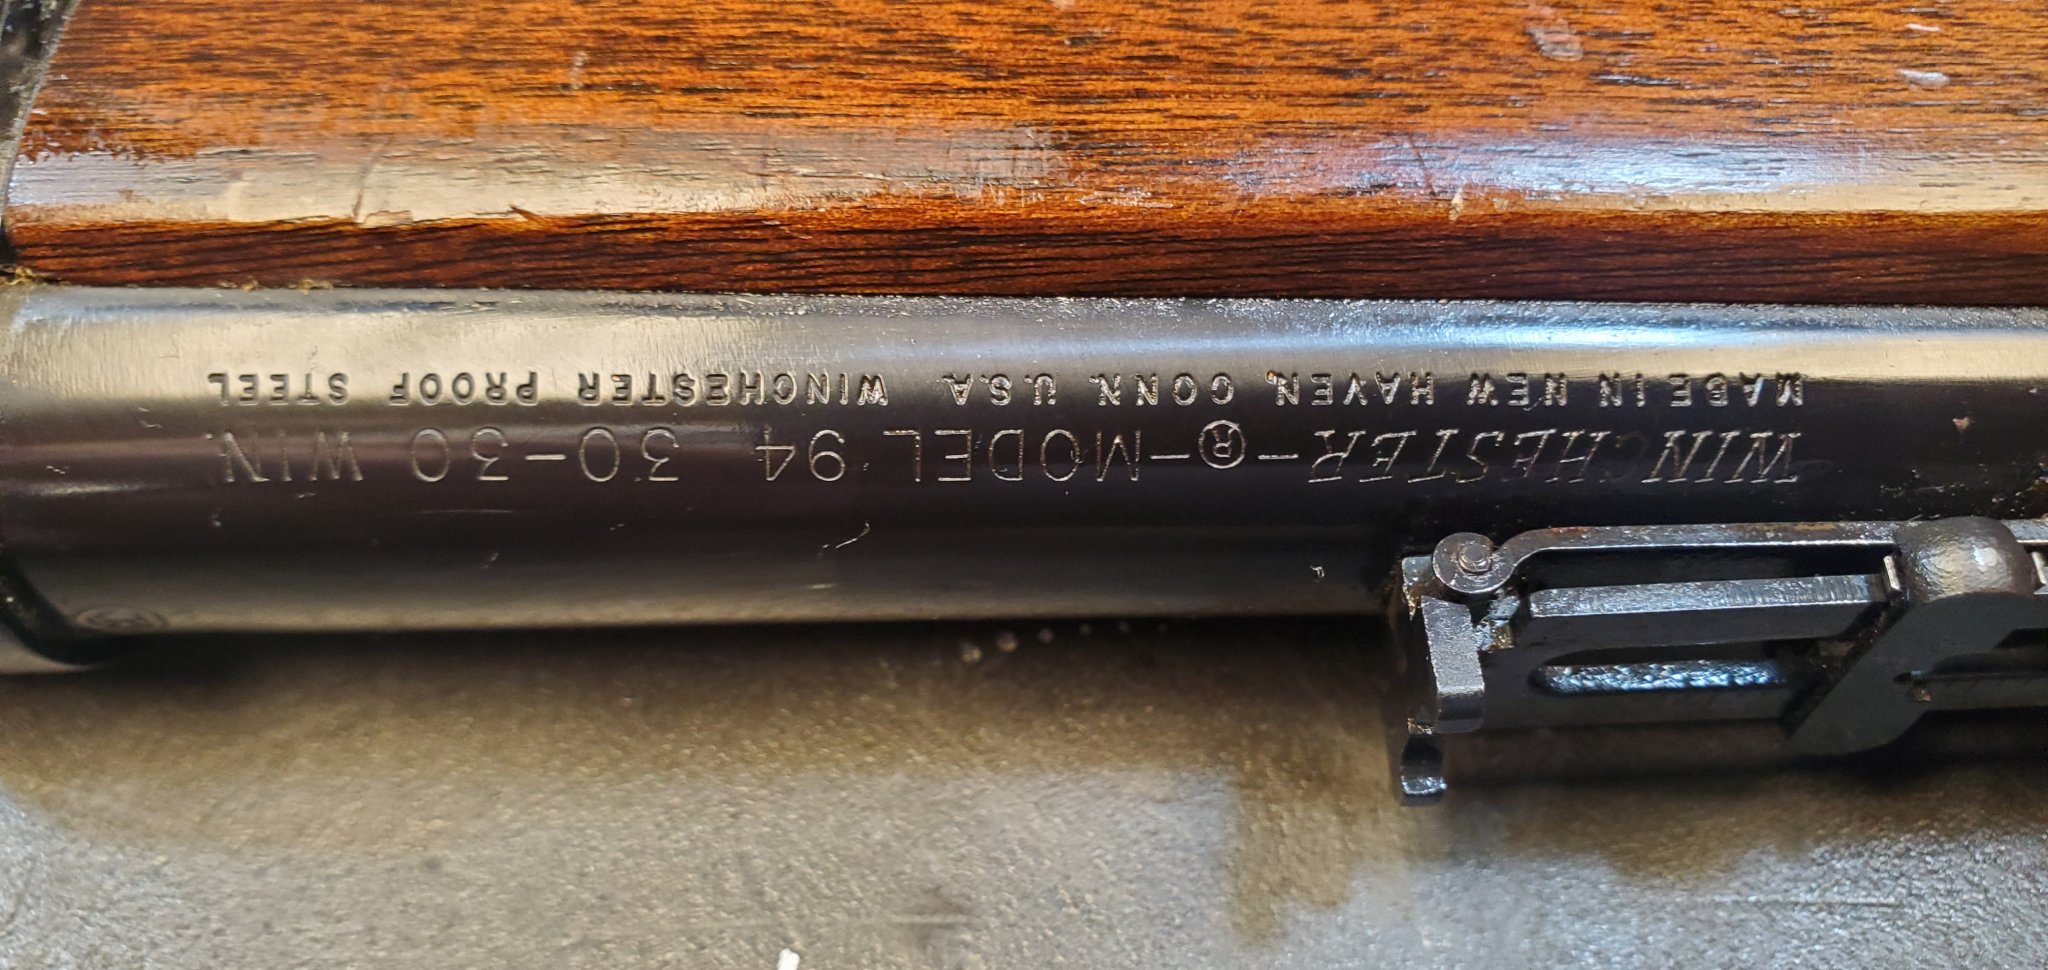 WINCHESTER-®-MODEL 94 30-30 WIN.
MADE IN NEW HAVEN, CONN. U.S.A. WINCHESTER PROOF STEEL